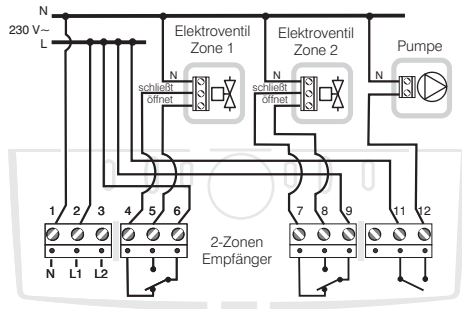 N
230 V~
L
Elektroventil
Zone 1
N
schließt
öffnet
Elektroventil
Zone 2
N
schließt
öffnet
Pumpe
N
1 2 3 4 5 6 7 8 9 11 12
N L1 L2
2-Zonen
Empfänger